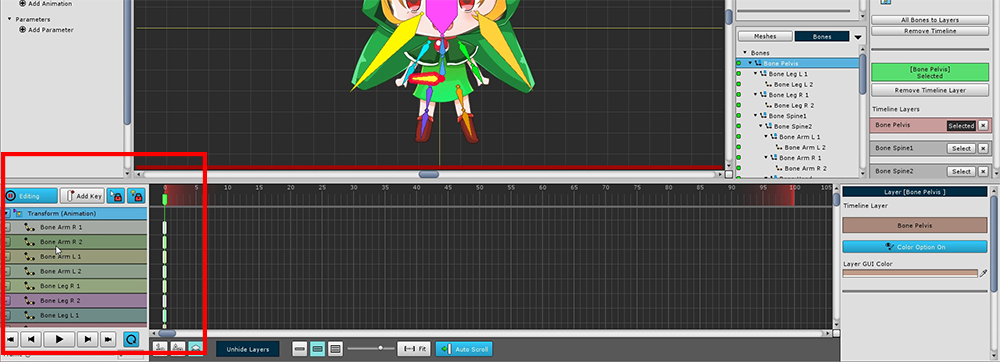 Add Animation
Parameters
Add Parameter
Meshes
Bones
Bones
Bone Pelvis
Bone Leg L 1
Bone Leg L 2
Bone Leg R 1
Bone Leg R 2
Bone Spine1
Bone Spine2
Bone Arm L 1
Bone Arm L 2
Bone Arm R 1
Bone Arm R 2
All Bones to Layers
Remove Timeline
[Bone Pelvis]
Selected
Remove Timeline Layer
Timeline Layers
Bone Pelvis Selected
Bone Spine1 Select
Bone Spine2 Select
Editing Add Key
Transform (Animation)
Bone Arm R 1
Bone Arm R 2
Bone Arm L 1
Bone Arm L 2
Bone Leg R 1
Bone Leg R 2
Bone Leg L 1
0 5 10 15 20 25 30 35 40 45 50 55 60 65 70 75 80 85 90 95 100 105
Unhide Layers Fit Auto Scroll
Layer [Bone Pelvis ]
Timeline Layer
Bone Pelvis
Color Option On
Layer GUI Color